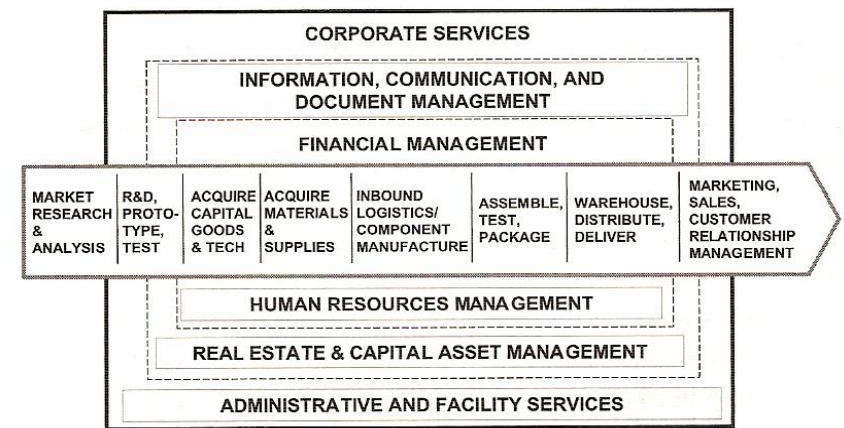 CORPORATE SERVICES
INFORMATION, COMMUNICATION, AND
DOCUMENT MANAGEMENT
FINANCIAL MANAGEMENT
MARKET
RESEARCH
&
ANALYSIS
R&D,
PROTO-
TYPE,
TEST
ACQUIRE
CAPITAL
GOODS
& TECH
ACQUIRE
MATERIALS
&
SUPPLIES
INBOUND
LOGISTICS/
COMPONENT
MANUFACTURE
ASSEMBLE,
TEST,
PACKAGE
WAREHOUSE,
DISTRIBUTE,
DELIVER
MARKETING,
SALES,
CUSTOMER
RELATIONSHIP
MANAGEMENT
HUMAN RESOURCES MANAGEMENT
REAL ESTATE & CAPITAL ASSET MANAGEMENT
ADMINISTRATIVE AND FACILITY SERVICES